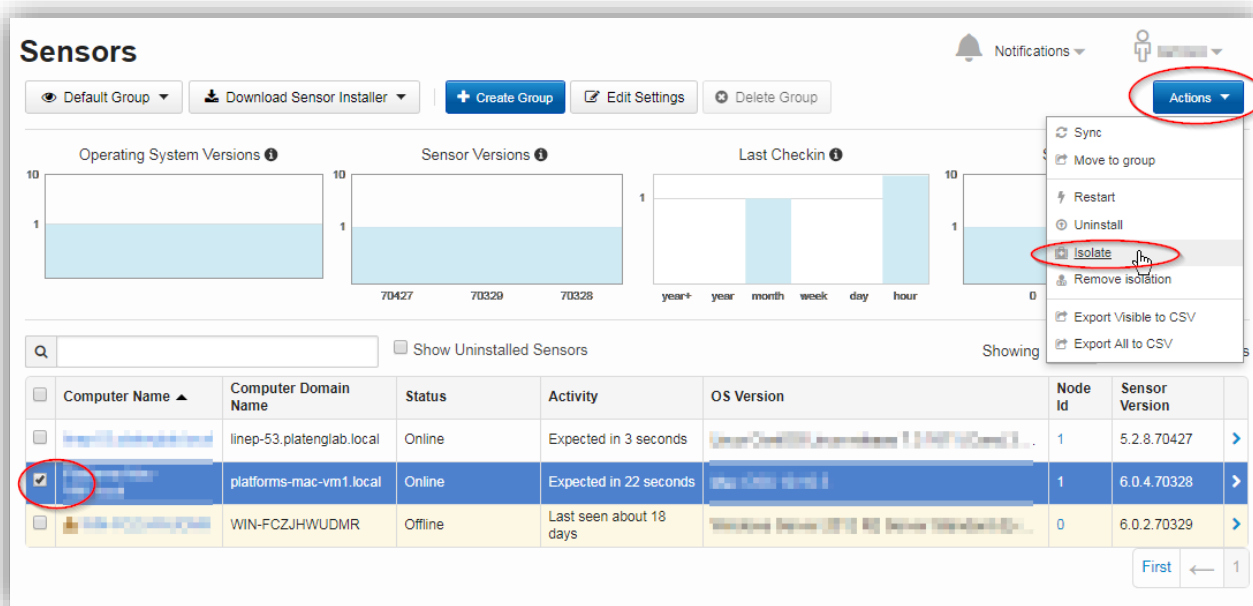 Sensors
Notifications
Default Group
Download Sensor Installer
Create Group
Edit Settings
Delete Group
Actions
Sync
Move to group
Restart
Uninstall
Isolate
Remove isolation
Export Visible to CSV
Export All to CSV
Operating System Versions
10
1
Sensor Versions
10
1
70427 70329 70328
Last Checkin
1
year+ year month week day hour
S
10
1
0
Show Uninstalled Sensors
Showing
s
Computer Name
Computer Domain
Name
Status
Activity
OS Version
Node
Id
Sensor
Version
linep-53.platenglab.local Online Expected in 3 seconds 1 5.2.8.70427
platforms-mac-vm1.local Online Expected in 22 seconds 1 6.0.4.70328
WIN-FCZJHWUDMR Offline Last seen about 18
days
0 6.0.2.70329
First 1